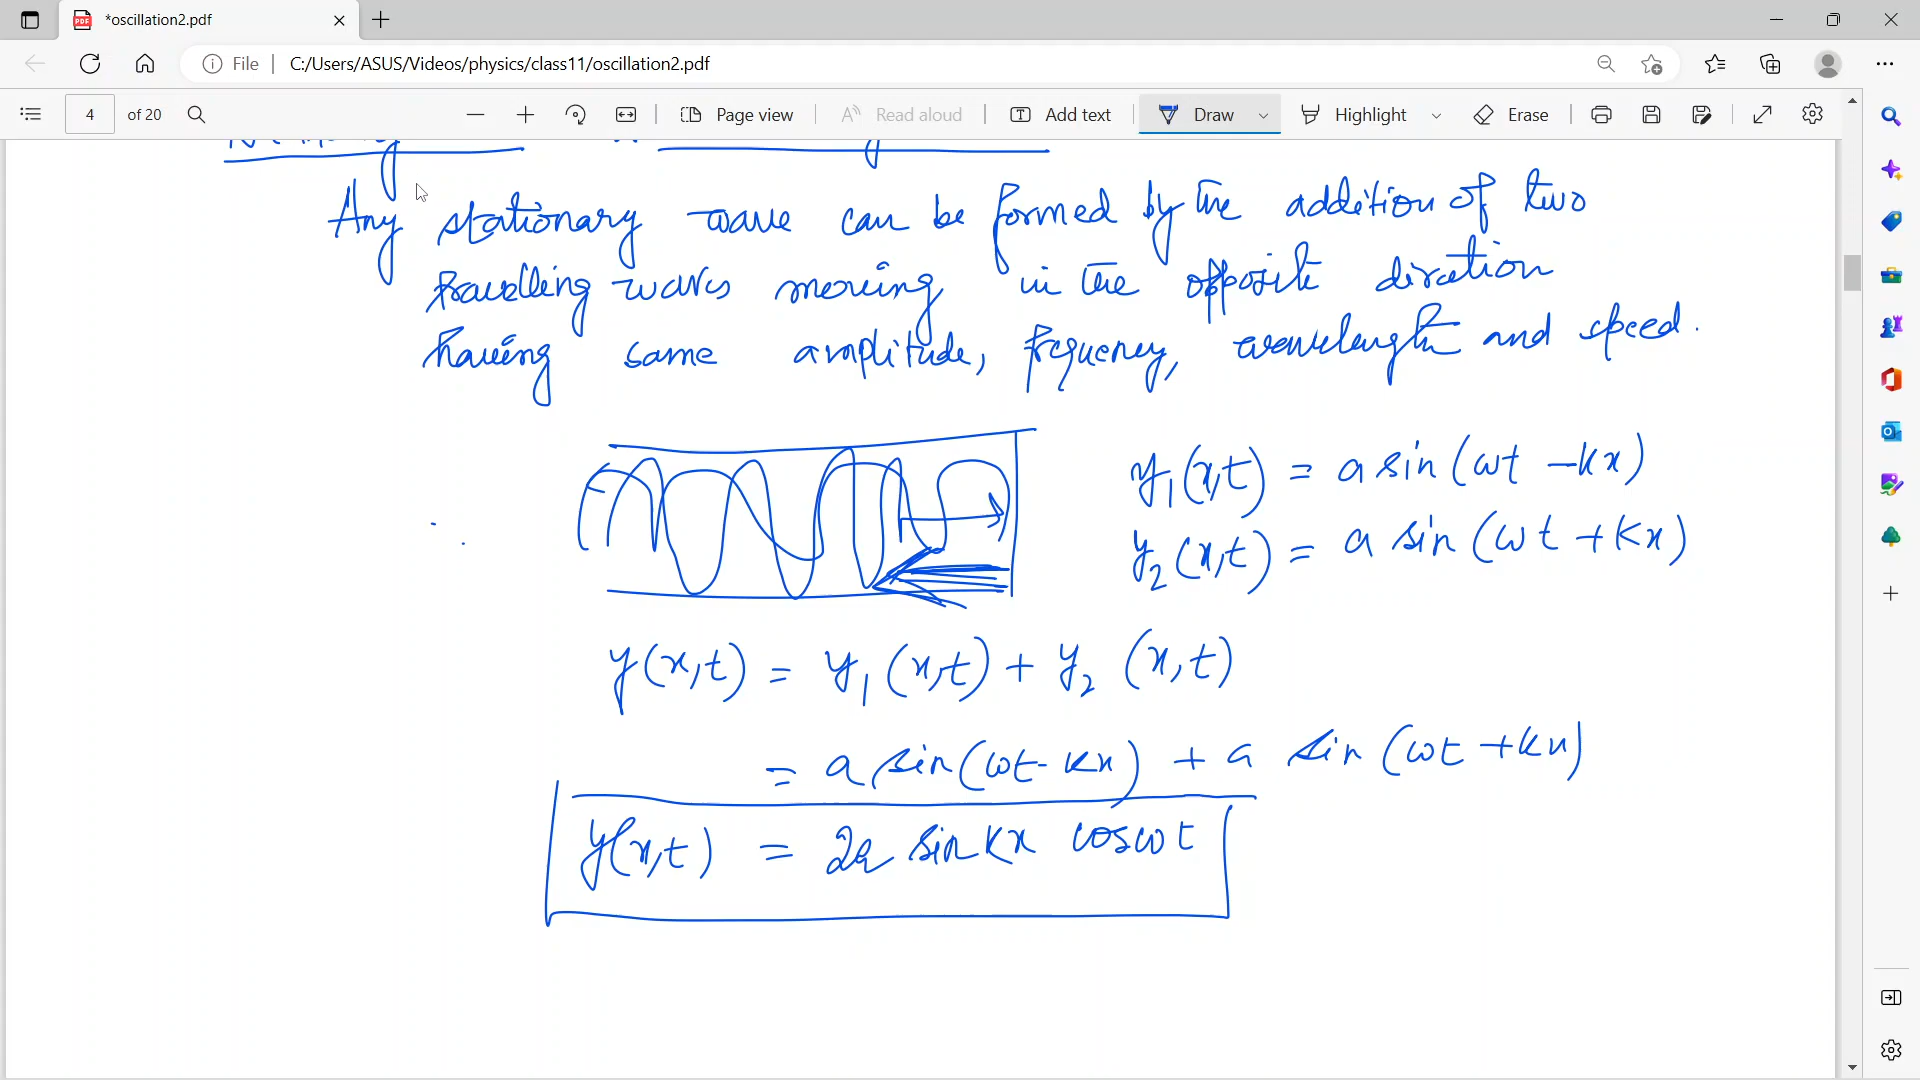 *oscillation2.pdf
File C:/Users/ASUS/Videos/physics/class11/oscillation2.pdf
4 of 20 Page view Read aloud Add text Draw Highlight Erase
Any stationary wave can be formed by the addition of two
travelling waves moving in the opposite direction
having same amplitude, frequency, wavelength and speed.
y₁(x,t) = a sin(ωt - kx)
y₂(x,t) = a sin(ωt + kx)
y(x,t) = y₁(x,t) + y₂(x,t)
= a sin(ωt - kx) + a sin(ωt + kx)
y(x,t) = 2a sin kx cos ωt